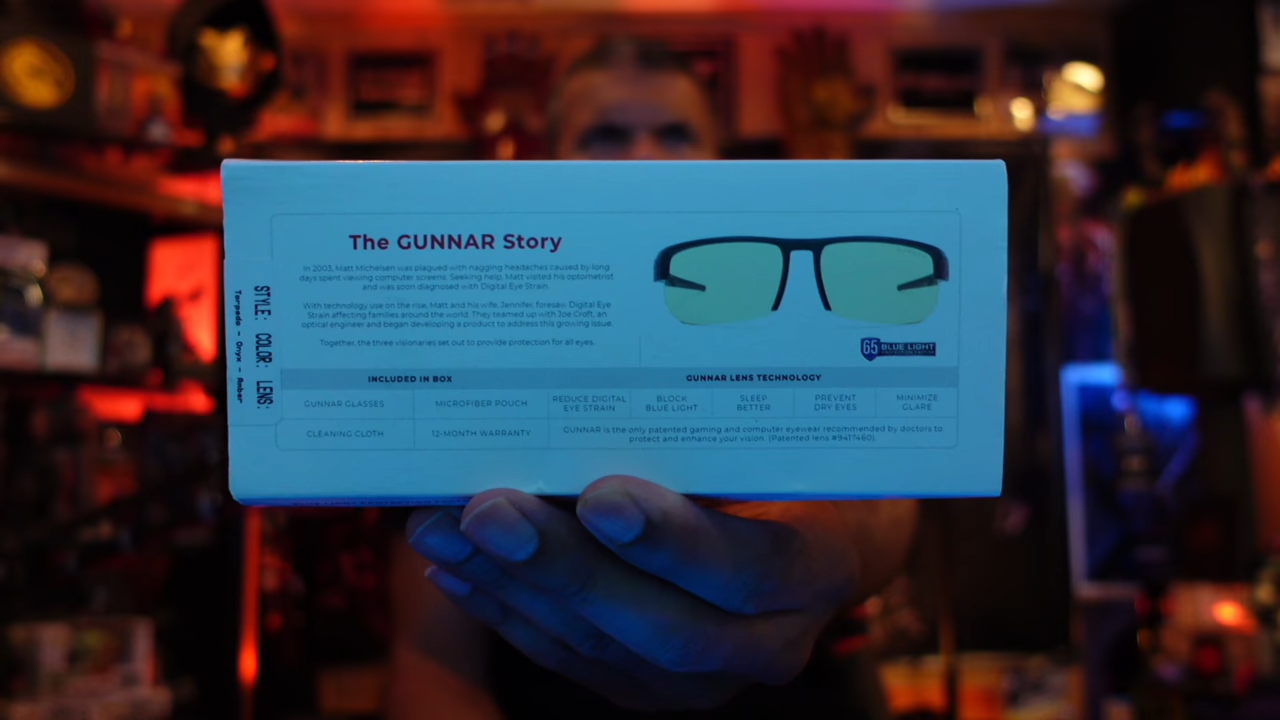 The GUNNAR Story
In 2003, Matt Michelsen was plagued with nagging headaches caused by long
days spent viewing computer screens. Seeking help, Matt visited his optometrist
and was soon diagnosed with Digital Eye Strain.
With technology use on the rise, Matt and his wife, Jennifer, foresaw Digital Eye
Strain affecting families around the world. They teamed up with Joe Croft, an
optical engineer and began developing a product to address this growing issue.
Together, the three visionaries set out to provide protection for all eyes.
65 BLUE LIGHT
INCLUDED IN BOX
GUNNAR GLASSES
MICROFIBER POUCH
CLEANING CLOTH
12-MONTH WARRANTY
GUNNAR LENS TECHNOLOGY
REDUCE DIGITAL
EYE STRAIN
BLOCK
BLUE LIGHT
SLEEP
BETTER
PREVENT
DRY EYES
MINIMIZE
GLARE
GUNNAR is the only patented gaming and computer eyewear recommended by doctors to
protect and enhance your vision. (Patented lens #9417460).
STYLE: COLOR: LENS:
Torpedo - Onyx - Amber